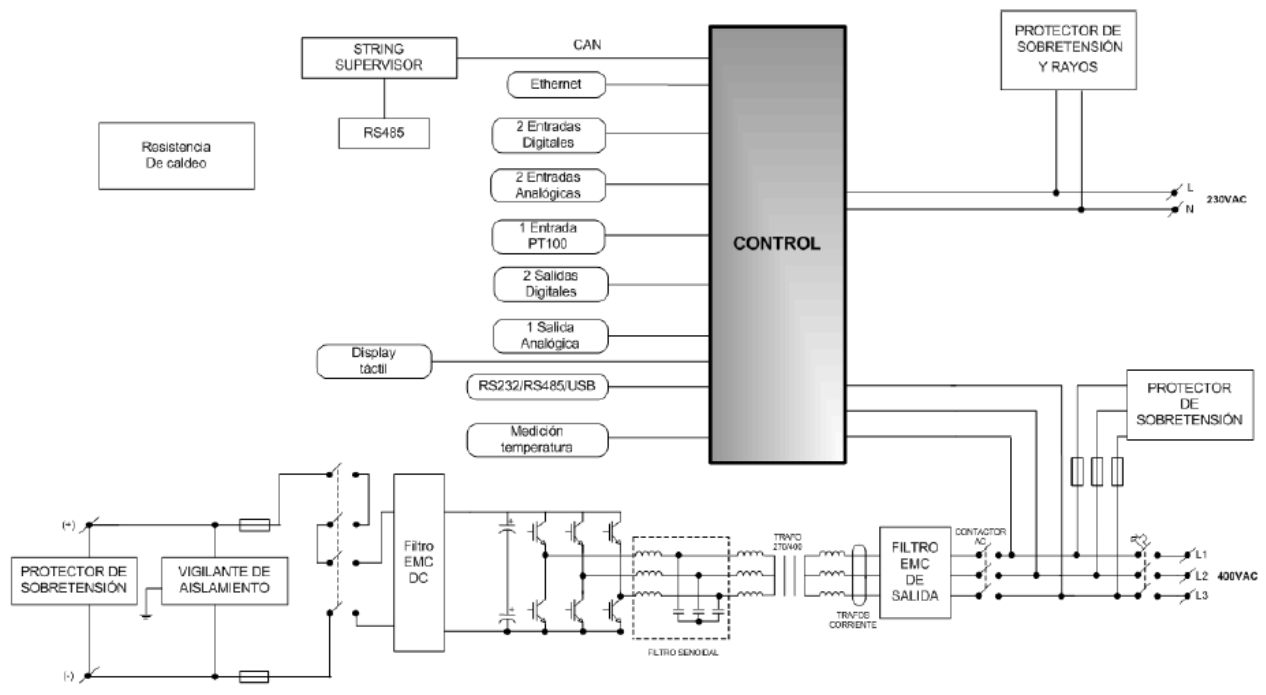 STRING
SUPERVISOR
CAN
PROTECTOR DE
SOBRETENSIÓN
Y RAYOS
Ethernet
RS485
2 Entradas
Digitales
Resistencia
De caldeo
2 Entradas
Analógicas
L
230VAC
N
1 Entrada
PT100
CONTROL
2 Salidas
Digitales
1 Salida
Analógica
Display
táctil
RS232/RS485/USB
PROTECTOR
DE
SOBRETENSIÓN
Medición
temperatura
(+)
PROTECTOR DE
SOBRETENSIÓN
VIGILANTE DE
AISLAMIENTO
(-)
Filtro
EMC
DC
+
+
FILTRO SENOIDAL
TRAFO
270/400
TRAFOS
CORRIENTE
FILTRO
EMC
DE
SALIDA
CONTACTOR
AC
L1
L2 400VAC
L3